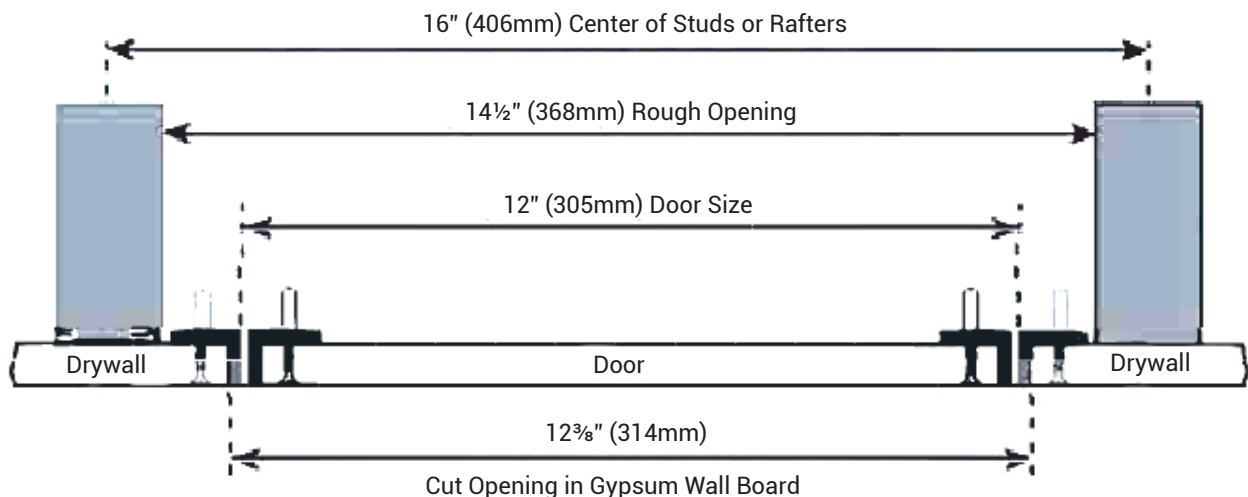 16" (406mm) Center of Studs or Rafters
14½" (368mm) Rough Opening
12" (305mm) Door Size
Drywall
Door
Drywall
12⅜" (314mm)
Cut Opening in Gypsum Wall Board